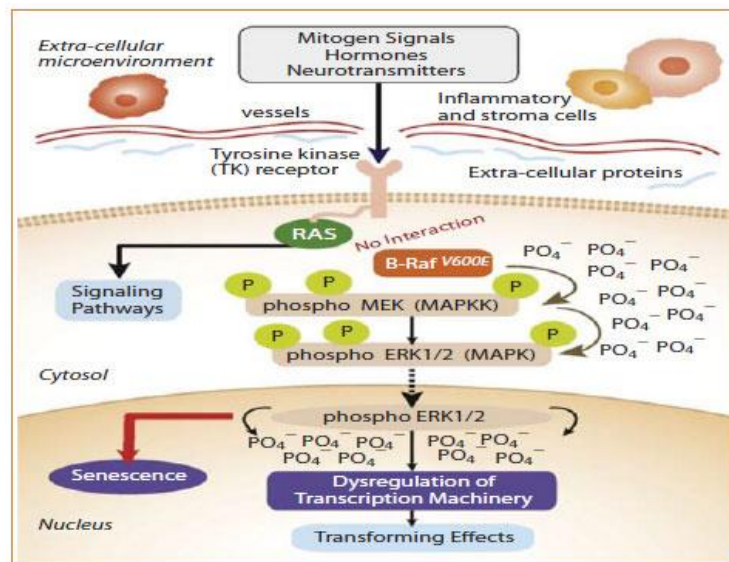 Extra-cellular
microenvironment
Mitogen Signals
Hormones
Neurotransmitters
vessels
Inflammatory
and stroma cells
Tyrosine kinase
(TK) receptor
Extra-cellular proteins
RAS
No Interaction
B-Raf V600E
PO₄⁻ PO₄⁻
PO₄⁻ PO₄⁻
PO₄⁻ PO₄⁻
PO₄⁻ PO₄⁻
PO₄⁻ PO₄⁻
Signaling
Pathways
P P P
phospho MEK (MAPKK)
P P P
phospho ERK1/2 (MAPK)
Cytosol
phospho ERK1/2
PO₄⁻ PO₄⁻ PO₄⁻ PO₄⁻ PO₄⁻
PO₄⁻ PO₄⁻ PO₄⁻ PO₄⁻
Senescence
Dysregulation of
Transcription Machinery
Nucleus
Transforming Effects